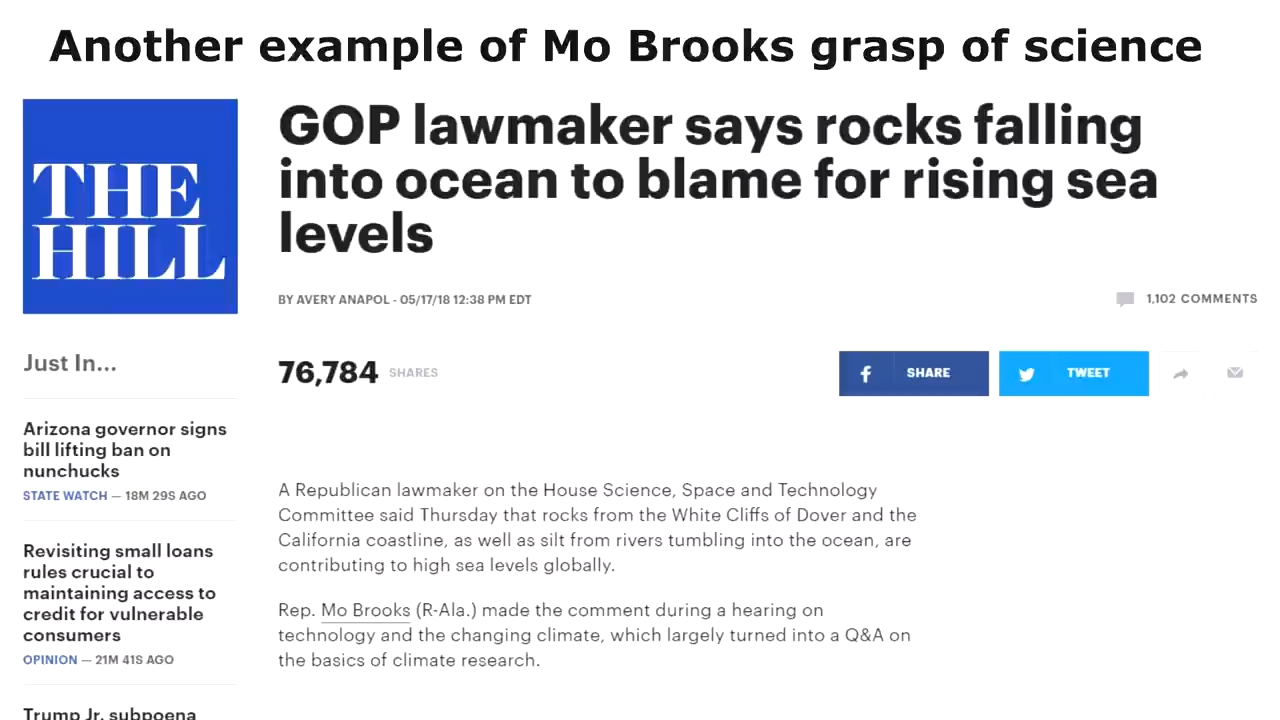 Another example of Mo Brooks grasp of science
THE
HILL
GOP lawmaker says rocks falling
into ocean to blame for rising sea
levels
BY AVERY ANAPOL - 05/17/18 12:38 PM EDT
1,102 COMMENTS
Just In...
76,784 SHARES
SHARE
TWEET
Arizona governor signs
bill lifting ban on
nunchucks
STATE WATCH — 18M 29S AGO
Revisiting small loans
rules crucial to
maintaining access to
credit for vulnerable
consumers
OPINION — 21M 41S AGO
Trump Jr. subpoena
A Republican lawmaker on the House Science, Space and Technology
Committee said Thursday that rocks from the White Cliffs of Dover and the
California coastline, as well as silt from rivers tumbling into the ocean, are
contributing to high sea levels globally.
Rep. Mo Brooks (R-Ala.) made the comment during a hearing on
technology and the changing climate, which largely turned into a Q&A on
the basics of climate research.